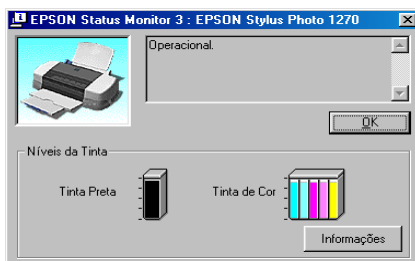 EPSON Status Monitor 3 : EPSON Stylus Photo 1270
Operacional.
OK
Níveis da Tinta
Tinta Preta
Tinta de Cor
Informações